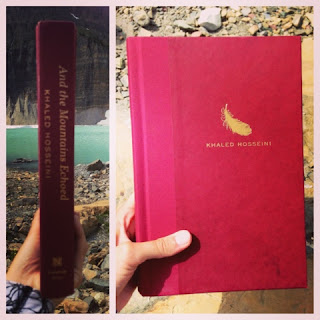 And the Mountains Echoed
KHALED HOSSEINI
KHALED HOSSEINI